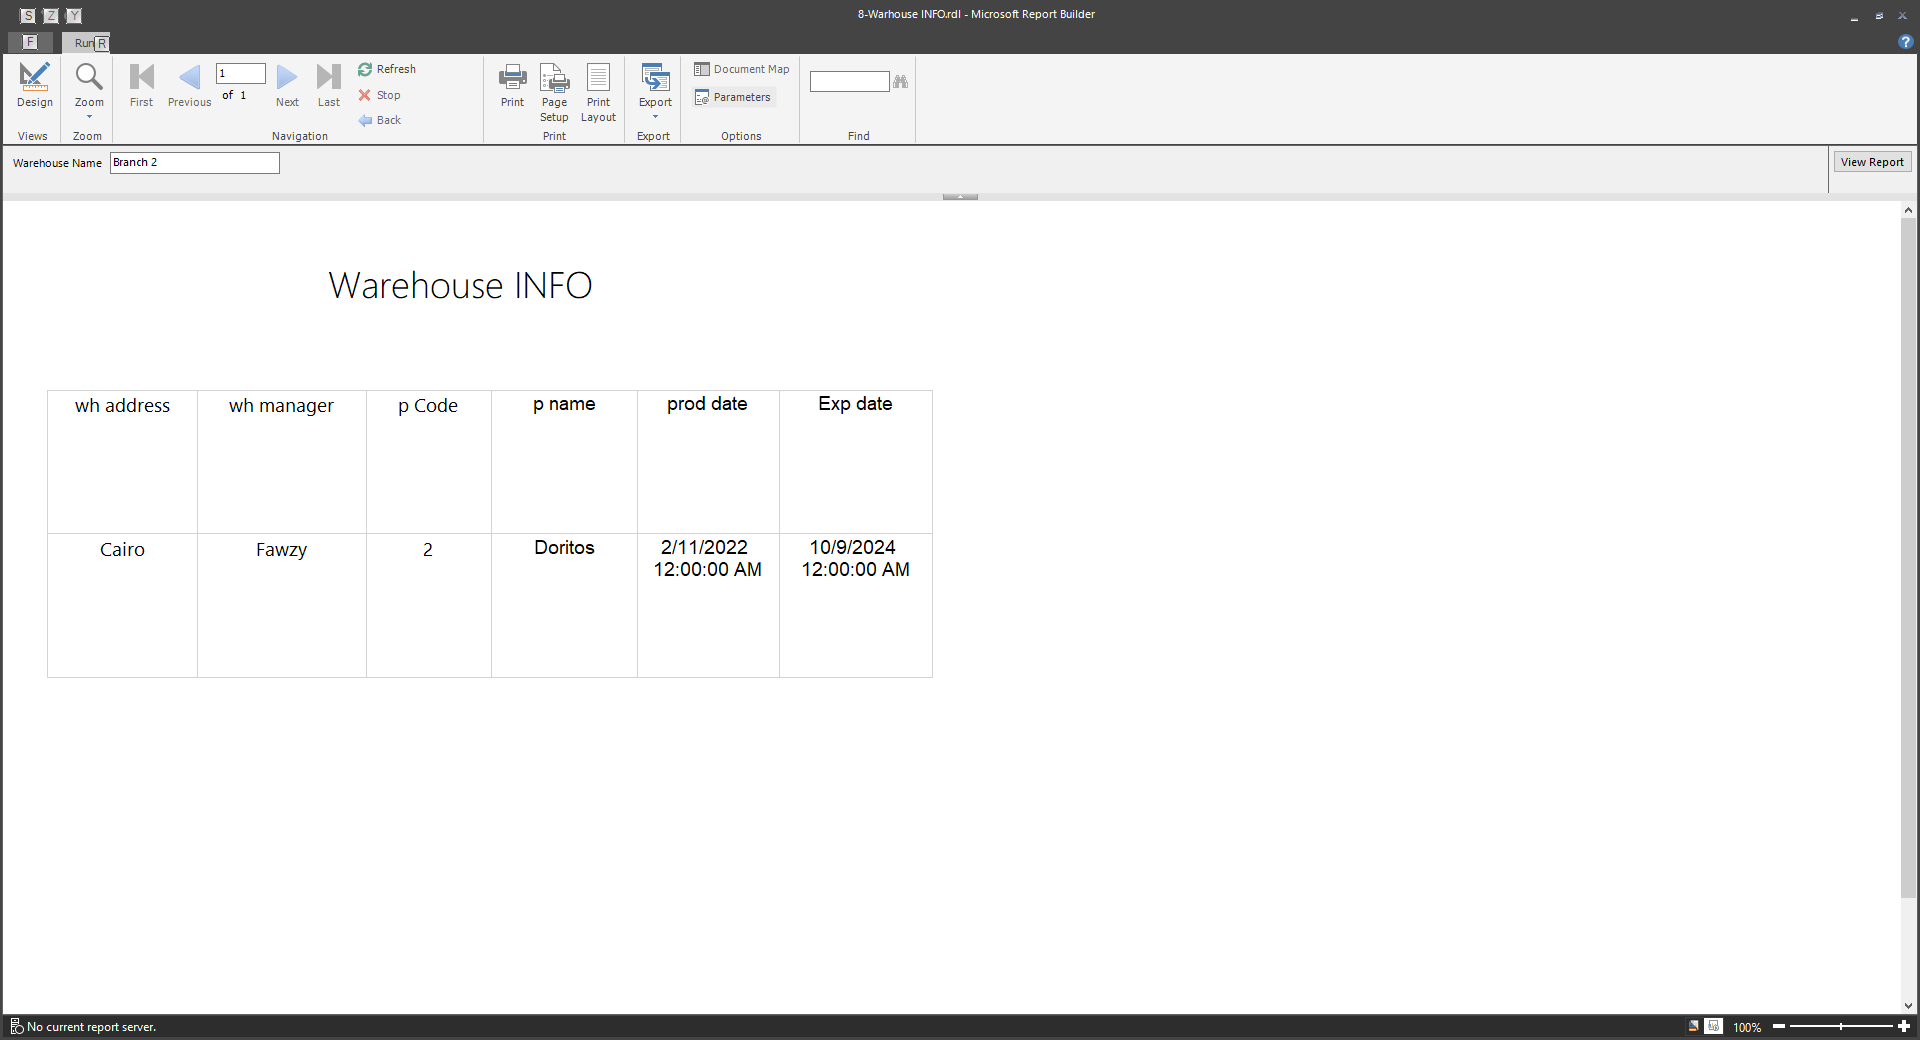 S Z Y
8-Warhouse INFO.rdl - Microsoft Report Builder
F Run R
Design
Zoom
First
Previous
1
of 1
Next
Last
Refresh
Stop
Back
Print
Page
Setup
Print
Layout
Export
Document Map
Parameters
Views
Zoom
Navigation
Print
Export
Options
Find
Warehouse Name Branch 2
View Report
Warehouse INFO
wh address wh manager p Code p name prod date Exp date
Cairo Fawzy 2 Doritos 2/11/2022 10/9/2024
12:00:00 AM 12:00:00 AM
No current report server.
100%